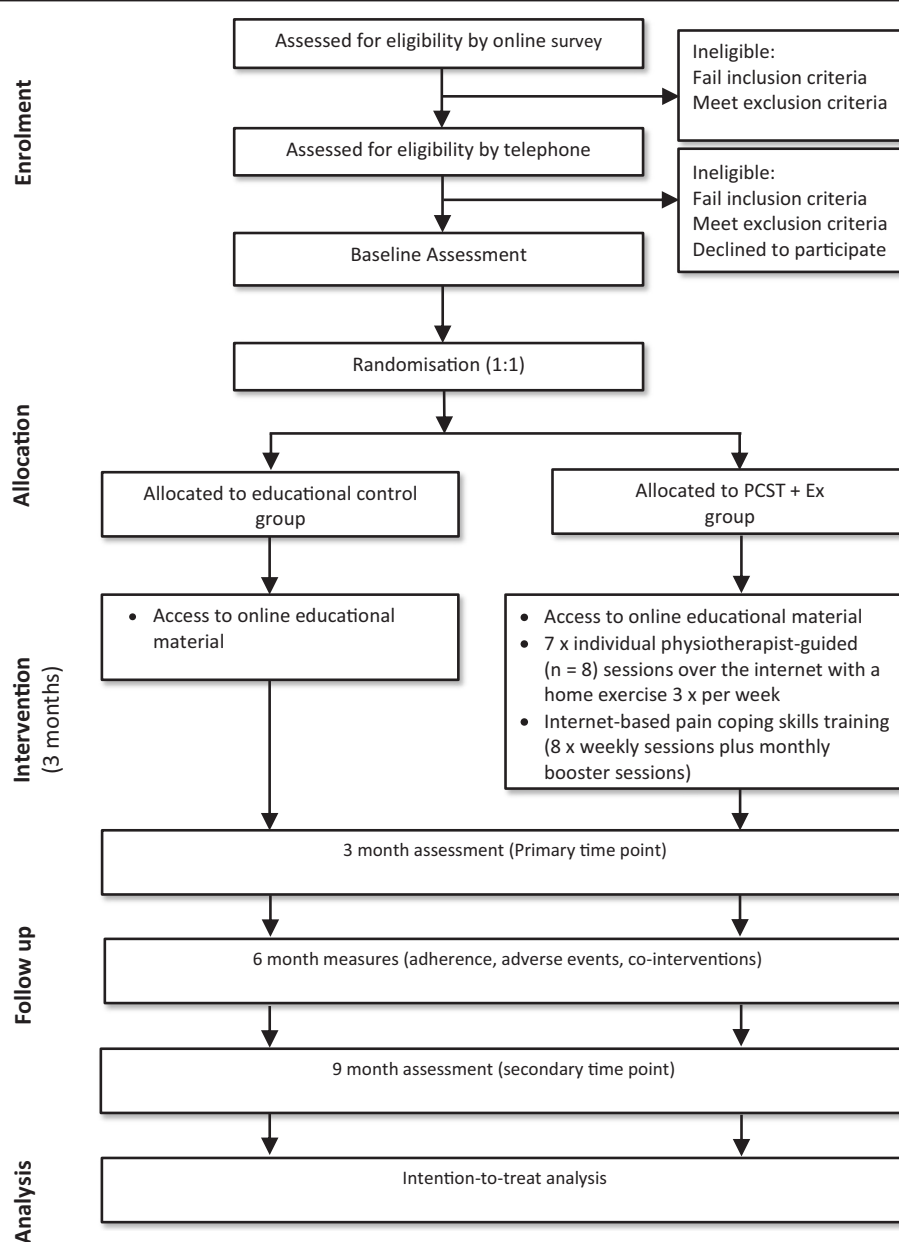 Enrolment
Assessed for eligibility by online survey
Ineligible:
Fail inclusion criteria
Meet exclusion criteria
Assessed for eligibility by telephone
Ineligible:
Fail inclusion criteria
Meet exclusion criteria
Declined to participate
Baseline Assessment
Allocation
Randomisation (1:1)
Allocated to educational control
group
Allocated to PCST + Ex
group
Intervention
(3 months)
• Access to online educational
material
• Access to online educational material
• 7 x individual physiotherapist-guided
(n = 8) sessions over the internet with a
home exercise 3 x per week
• Internet-based pain coping skills training
(8 x weekly sessions plus monthly
booster sessions)
Follow up
3 month assessment (Primary time point)
6 month measures (adherence, adverse events, co-interventions)
9 month assessment (secondary time point)
Analysis
Intention-to-treat analysis